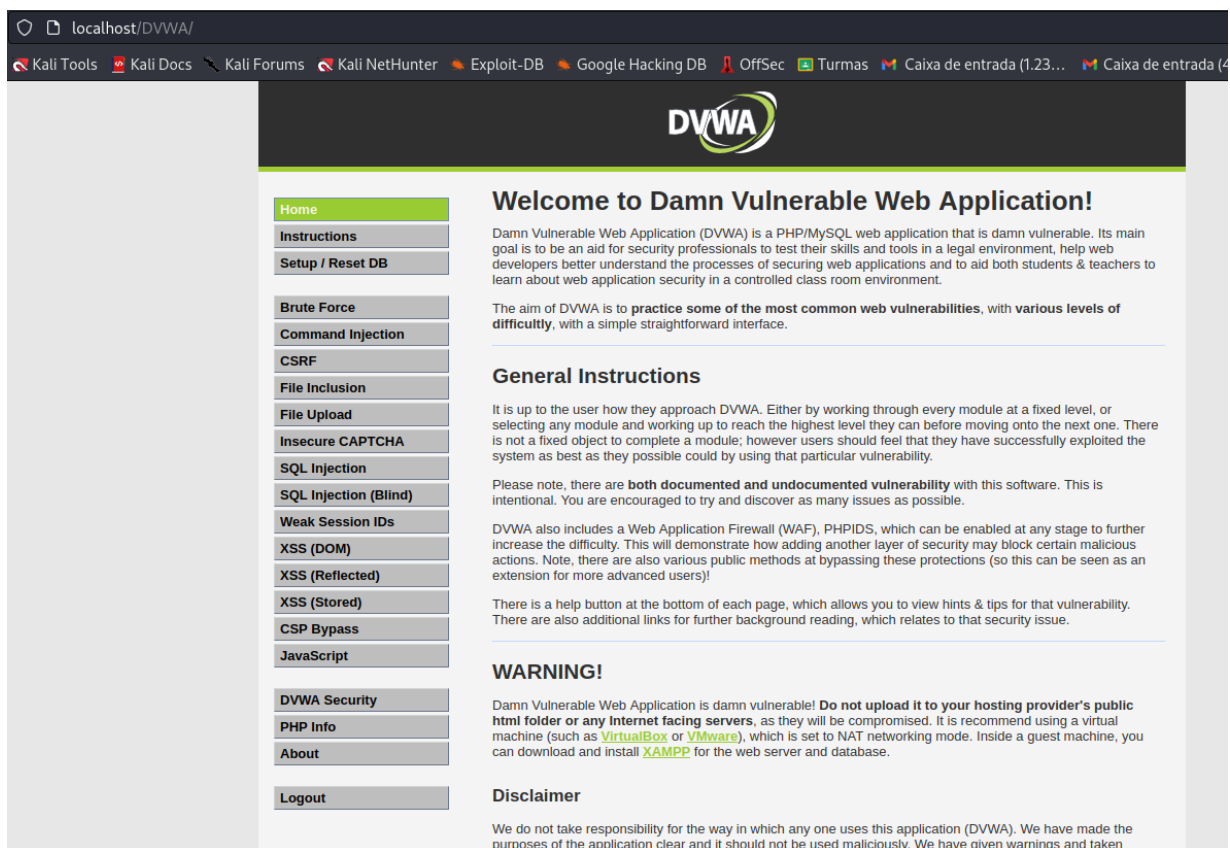 localhost/DVWA/
Kali Tools Kali Docs Kali Forums Kali NetHunter Exploit-DB Google Hacking DB OffSec Turmas Caixa de entrada (1.23... Caixa de entrada (4
DVWA
Home
Instructions
Setup / Reset DB
Brute Force
Command Injection
CSRF
File Inclusion
File Upload
Insecure CAPTCHA
SQL Injection
SQL Injection (Blind)
Weak Session IDs
XSS (DOM)
XSS (Reflected)
XSS (Stored)
CSP Bypass
JavaScript
DVWA Security
PHP Info
About
Logout
Welcome to Damn Vulnerable Web Application!
Damn Vulnerable Web Application (DVWA) is a PHP/MySQL web application that is damn vulnerable. Its main
goal is to be an aid for security professionals to test their skills and tools in a legal environment, help web
developers better understand the processes of securing web applications and to aid both students & teachers to
learn about web application security in a controlled class room environment.
The aim of DVWA is to practice some of the most common web vulnerabilities, with various levels of
difficultly, with a simple straightforward interface.
General Instructions
It is up to the user how they approach DVWA. Either by working through every module at a fixed level, or
selecting any module and working up to reach the highest level they can before moving onto the next one. There
is not a fixed object to complete a module; however users should feel that they have successfully exploited the
system as best as they possible could by using that particular vulnerability.
Please note, there are both documented and undocumented vulnerability with this software. This is
intentional. You are encouraged to try and discover as many issues as possible.
DVWA also includes a Web Application Firewall (WAF), PHPIDS, which can be enabled at any stage to further
increase the difficulty. This will demonstrate how adding another layer of security may block certain malicious
actions. Note, there are also various public methods at bypassing these protections (so this can be seen as an
extension for more advanced users)!
There is a help button at the bottom of each page, which allows you to view hints & tips for that vulnerability.
There are also additional links for further background reading, which relates to that security issue.
WARNING!
Damn Vulnerable Web Application is damn vulnerable! Do not upload it to your hosting provider's public
html folder or any Internet facing servers, as they will be compromised. It is recommend using a virtual
machine (such as VirtualBox or VMware), which is set to NAT networking mode. Inside a guest machine, you
can download and install XAMPP for the web server and database.
Disclaimer
We do not take responsibility for the way in which any one uses this application (DVWA). We have made the
purposes of the application clear and it should not be used maliciously. We have given warnings and taken